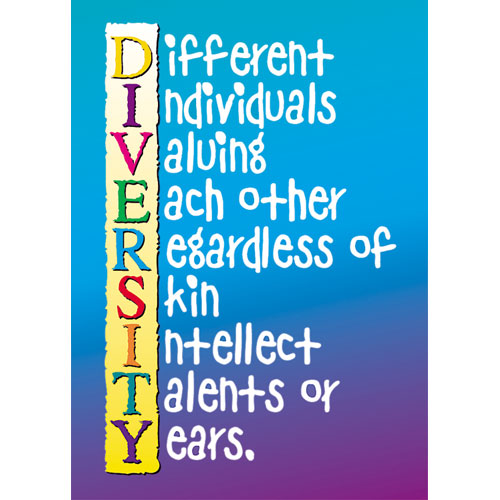 Different
Individuals
Valuing
Each other
Regardless of
Skin
Intellect
Talents or
Years.